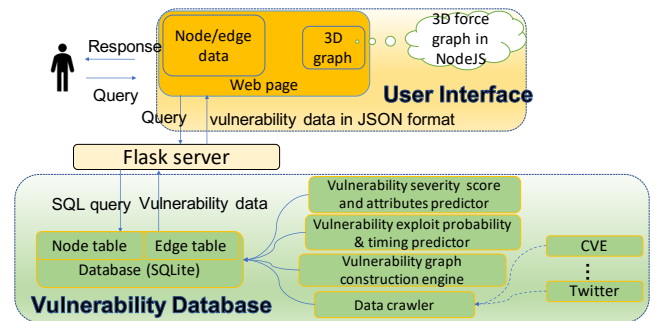 Response
Query
Node/edge
data
3D
graph
Web page
3D force
graph in
NodeJS
User Interface
Query
vulnerability data in JSON format
Flask server
SQL query
Vulnerability data
Node table
Edge table
Database (SQLite)
Vulnerability severity score
and attributes predictor
Vulnerability exploit probability
& timing predictor
Vulnerability graph
construction engine
Data crawler
CVE
Twitter
Vulnerability Database